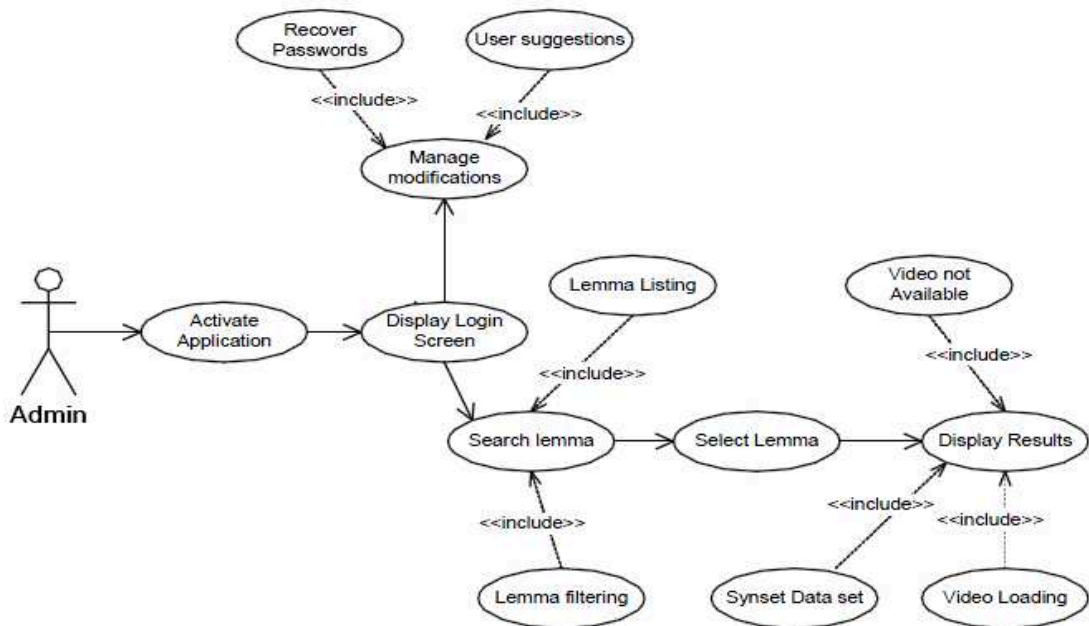 Recover
Passwords
User suggestions
<<include>>
<<include>>
Manage
modifications
Lemma Listing
Video not
Available
Activate
Application
Display Login
Screen
<<include>>
<<include>>
Admin
Search lemma
Select Lemma
Display Results
<<include>>
<<include>>
<<include>>
Lemma filtering
Synset Data set
Video Loading